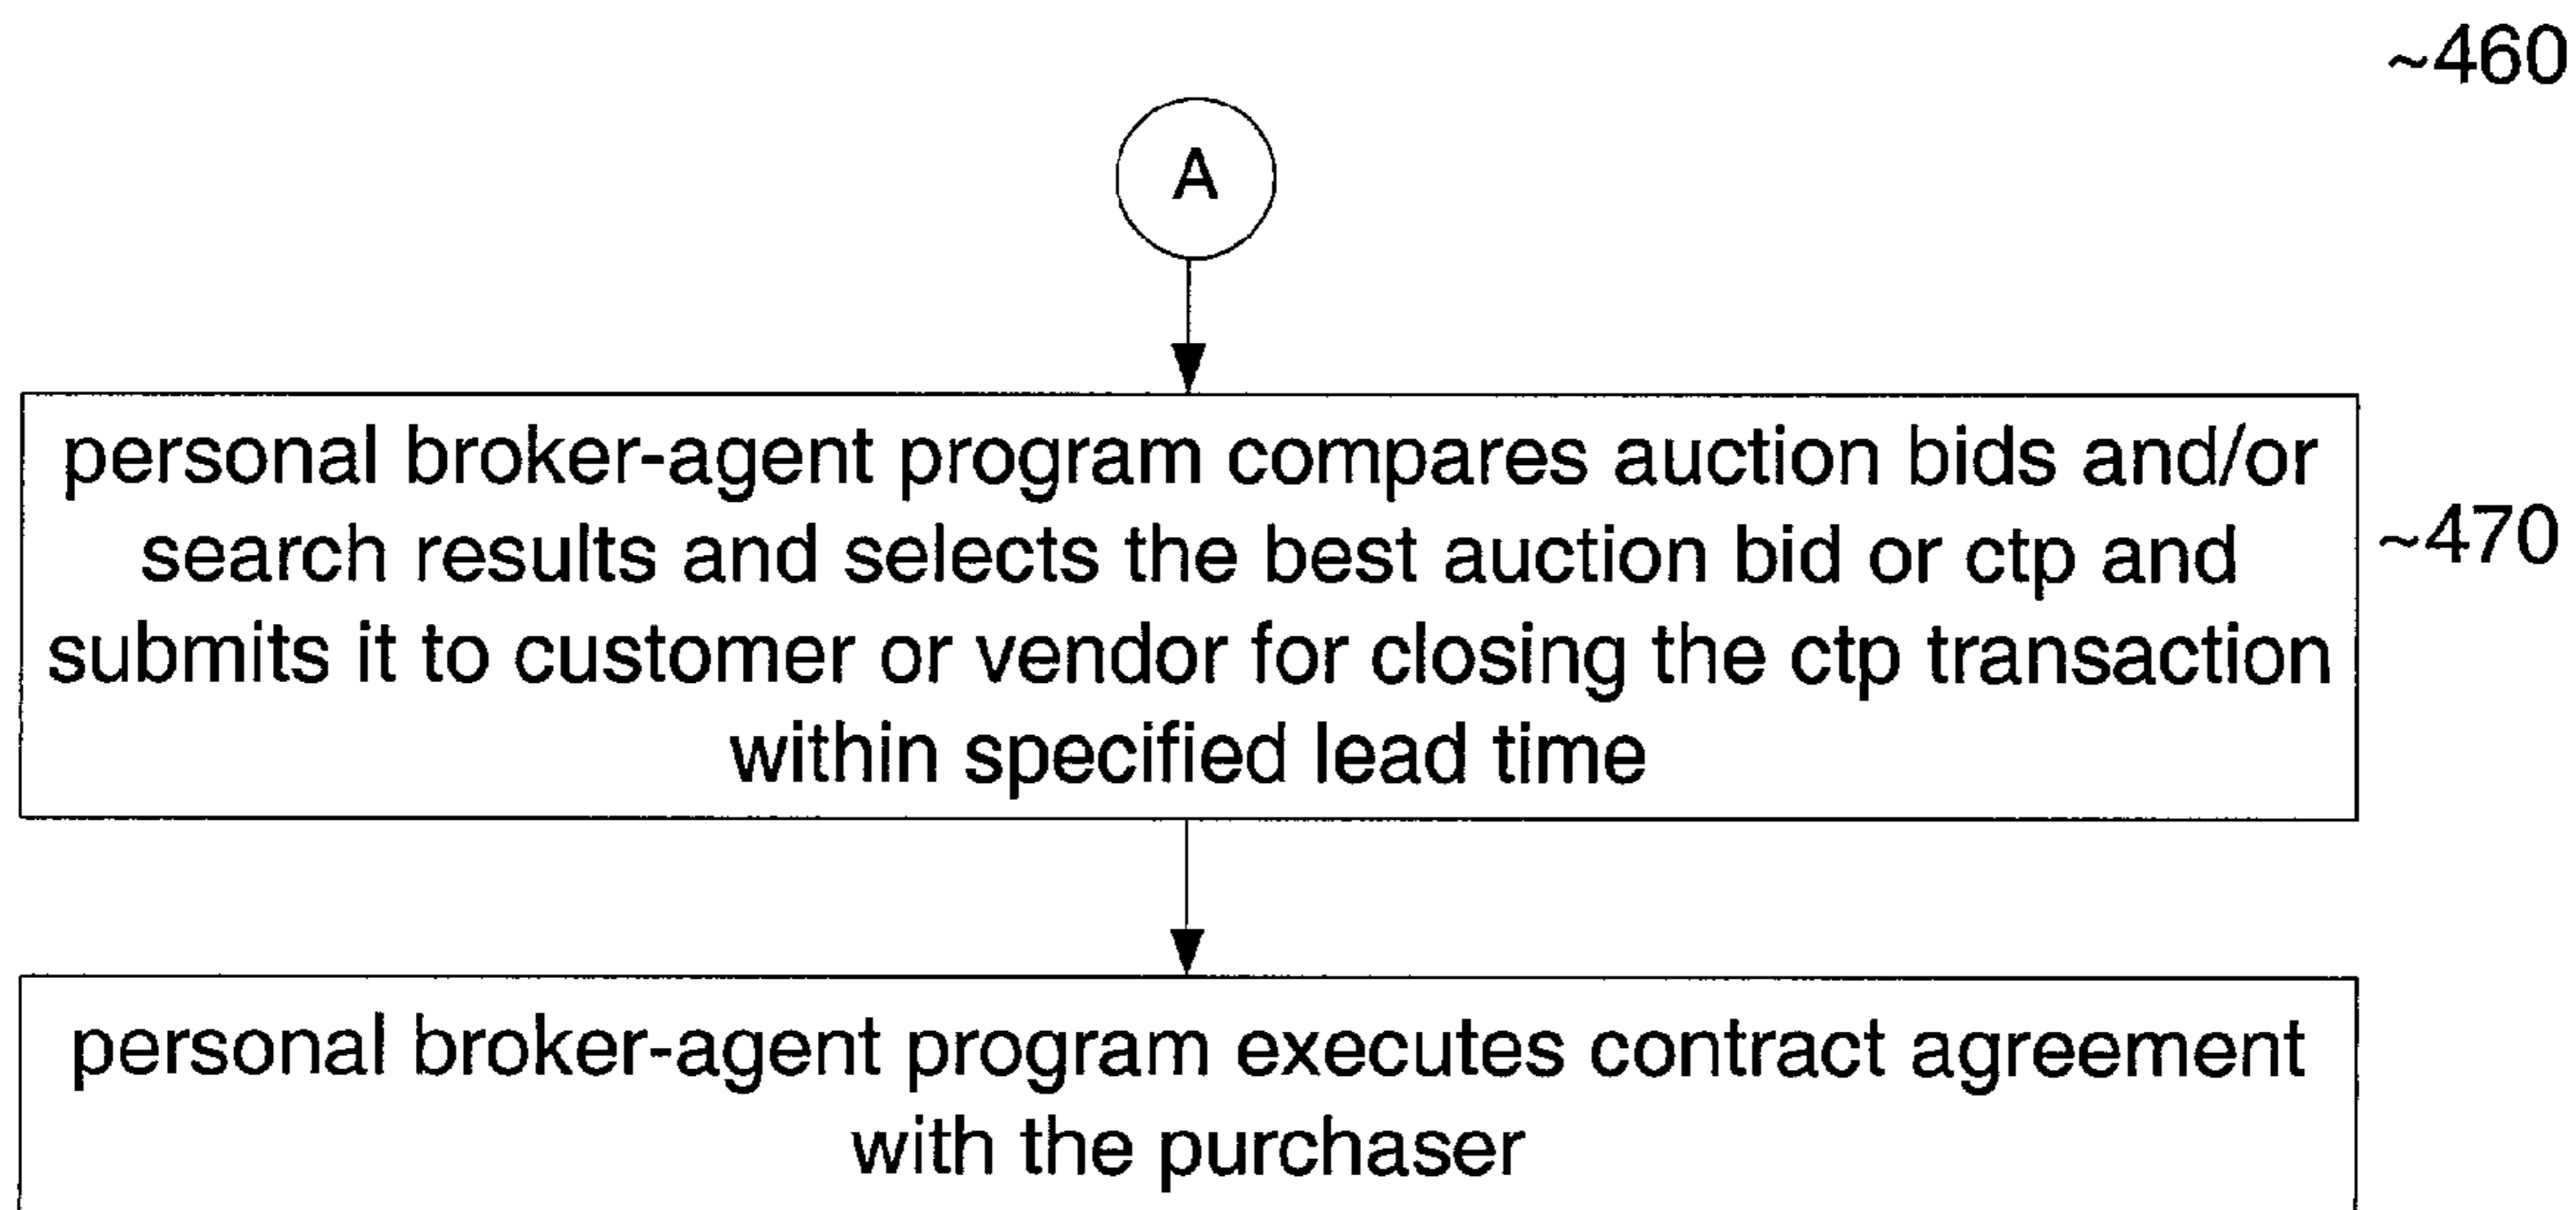 ~460
A
personal broker-agent program compares auction bids and/or
search results and selects the best auction bid or ctp and
submits it to customer or vendor for closing the ctp transaction
within specified lead time
~470
personal broker-agent program executes contract agreement
with the purchaser